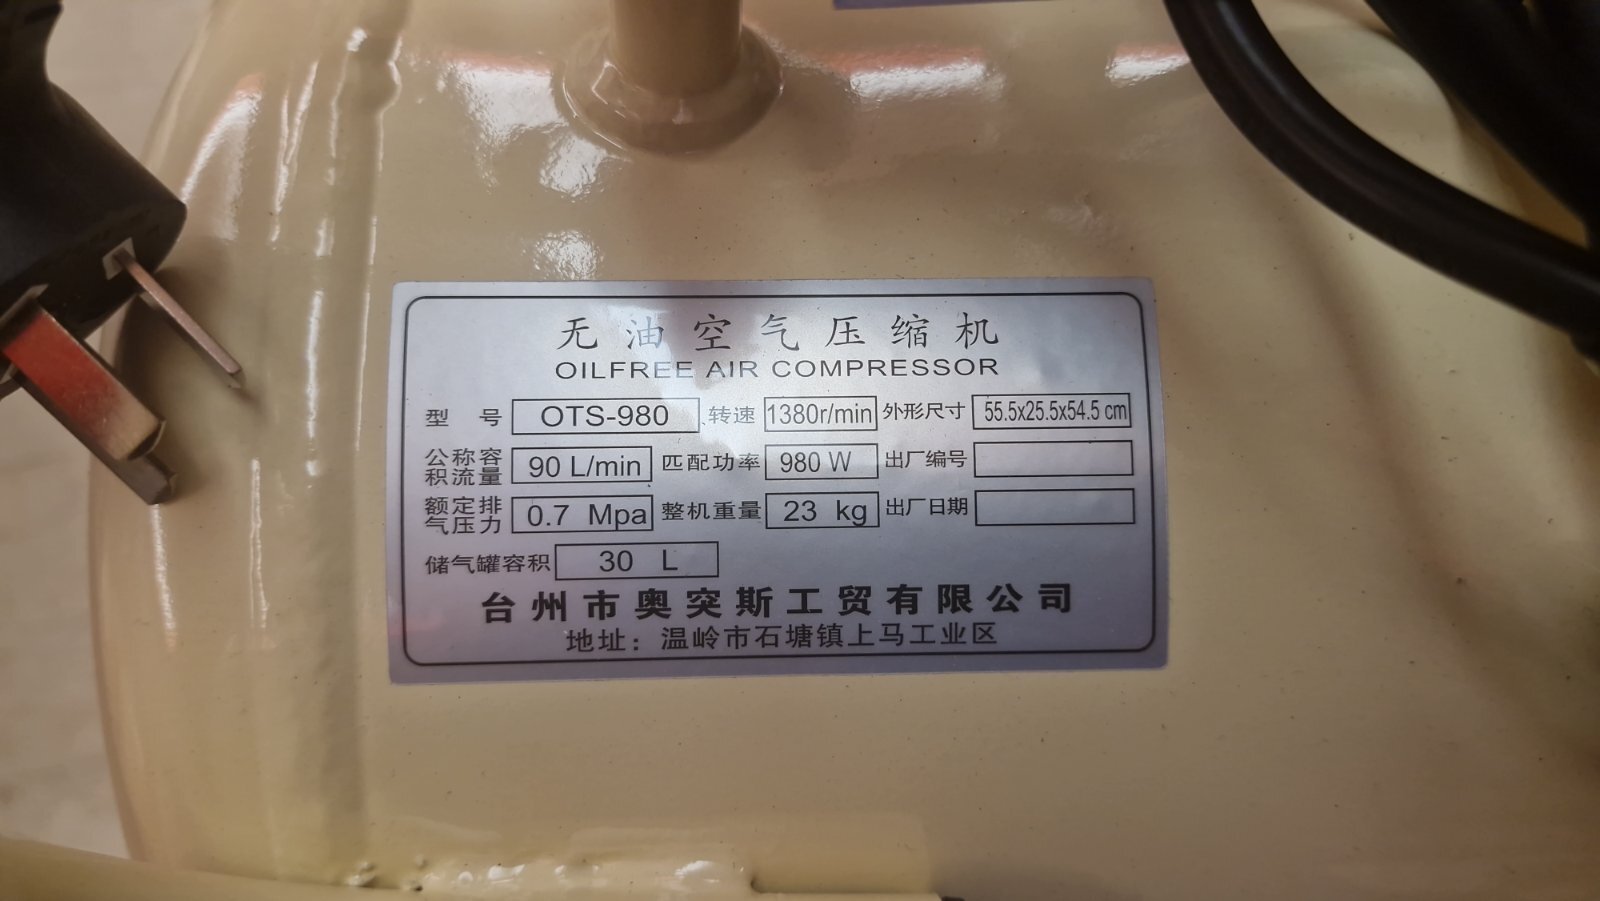 无油空气压缩机
OILFREE AIR COMPRESSOR
型 号 OTS-980 转速 1380r/min 外形尺寸 55.5x25.5x54.5 cm
公称容积流量 90 L/min 匹配功率 980 W 出厂编号
额定排气压力 0.7 Mpa 整机重量 23 kg 出厂日期
储气罐容积 30 L
台州市奥突斯工贸有限公司
地址：温岭市石塘镇上马工业区